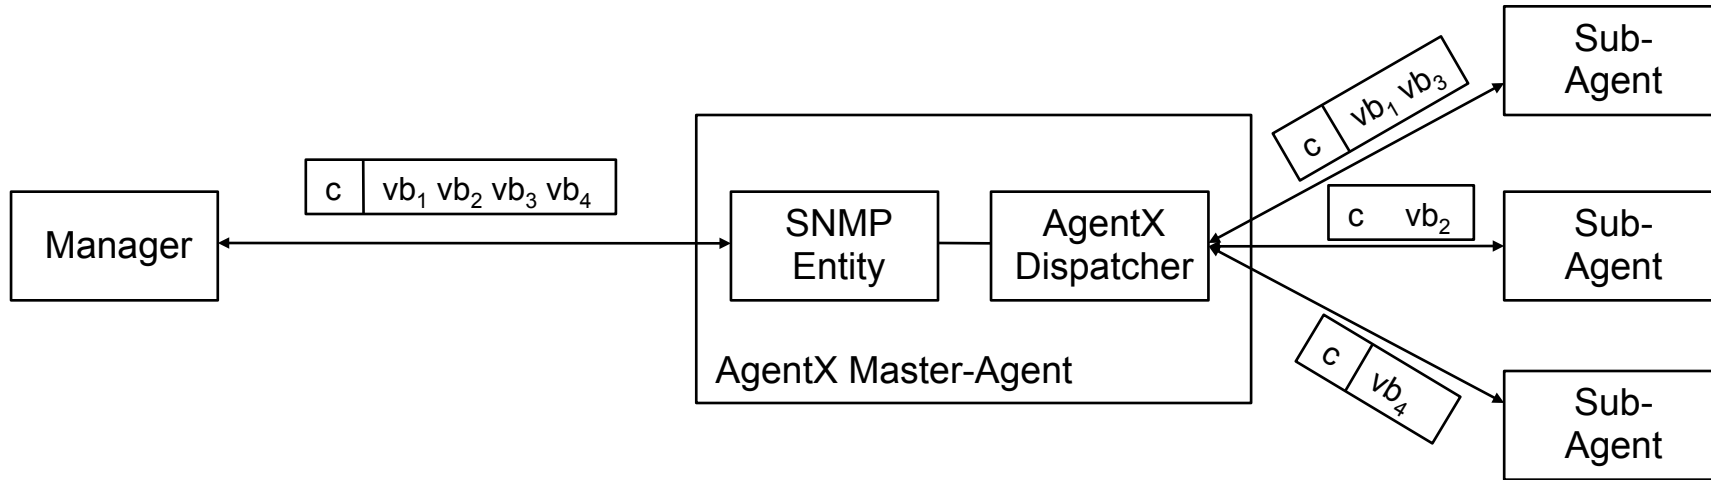 Manager
c vb₁ vb₂ vb₃ vb₄
SNMP
Entity
AgentX
Dispatcher
AgentX Master-Agent
c vb₁ vb₃
c vb₂
c vb₄
Sub-
Agent
Sub-
Agent
Sub-
Agent